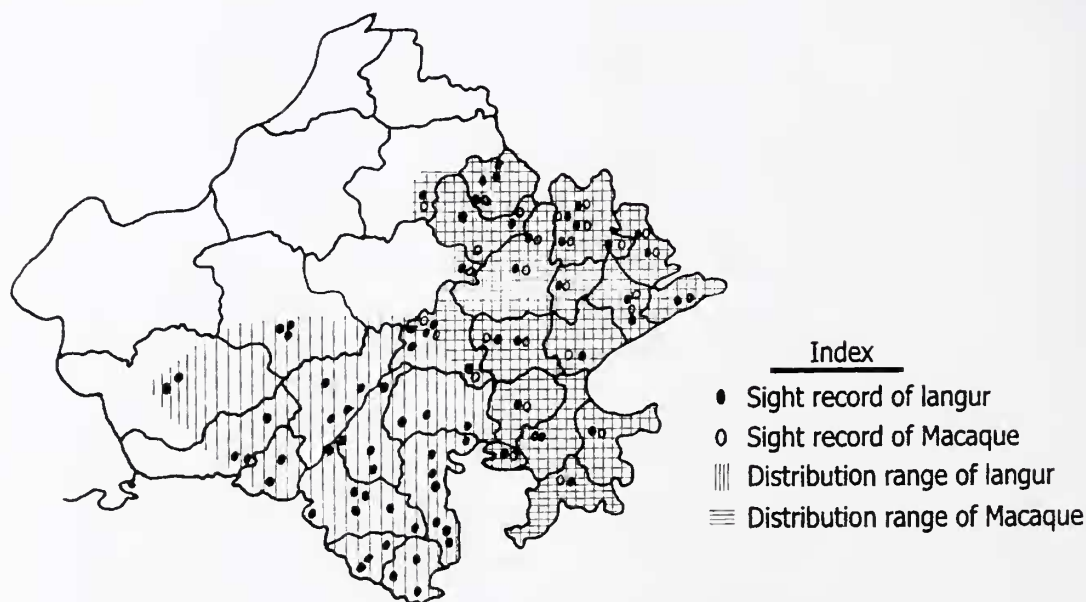 Index
Sight record of langur
Sight record of Macaque
Distribution range of langur
Distribution range of Macaque